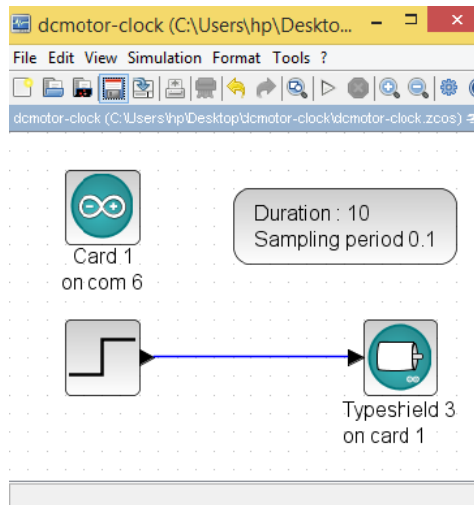 dcmotor-clock (C:\Users\hp\Deskto...
File Edit View Simulation Format Tools ?
dcmotor-clock (C:\Users\hp\Desktop\dcmotor-clock\dcmotor-clock.zcos)
Card 1
on com 6
Duration : 10
Sampling period 0.1
Typeshield 3
on card 1